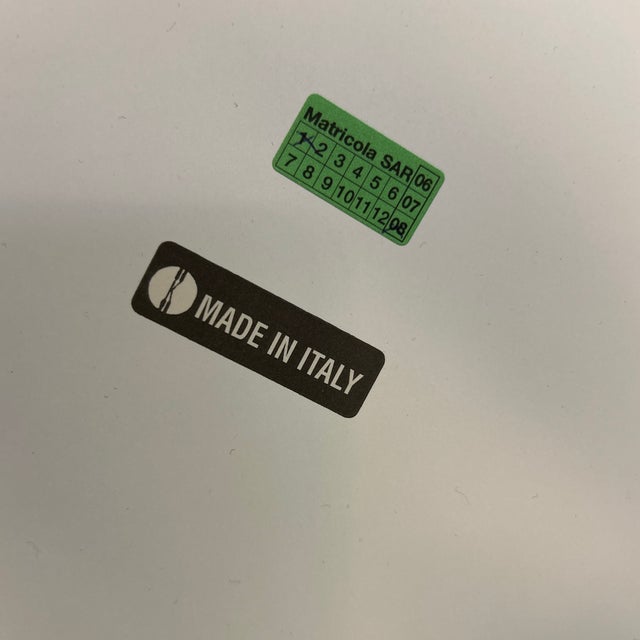 Matricola SAR 06
1 2 3 4 5 6 07
7 8 9 10 11 12 08
MADE IN ITALY